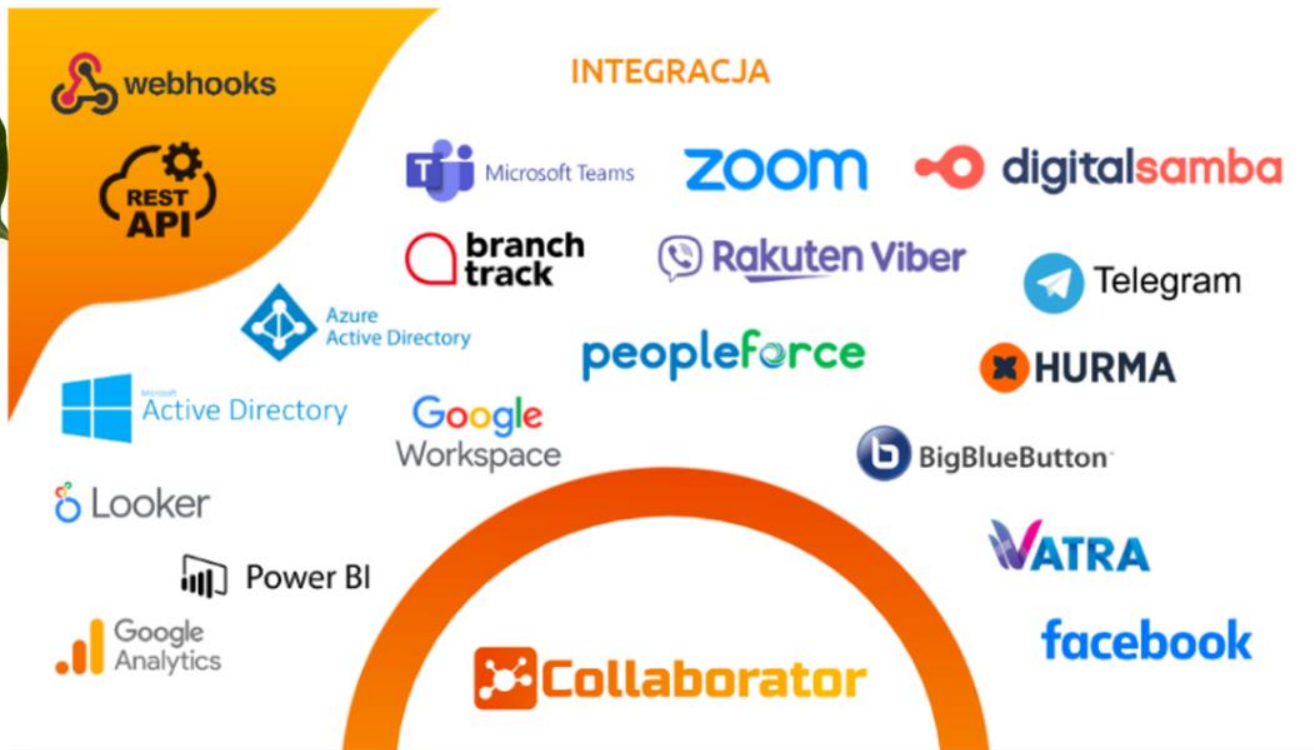 webhooks
INTEGRACJA
REST
API
Microsoft Teams
zoom
digitalsamba
branch
track
Rakuten Viber
Telegram
Azure
Active Directory
peopleforce
HURMA
Microsoft
Active Directory
Google
Workspace
BigBlueButton
Looker
VATRA
Power BI
Google
Analytics
facebook
Collaborator